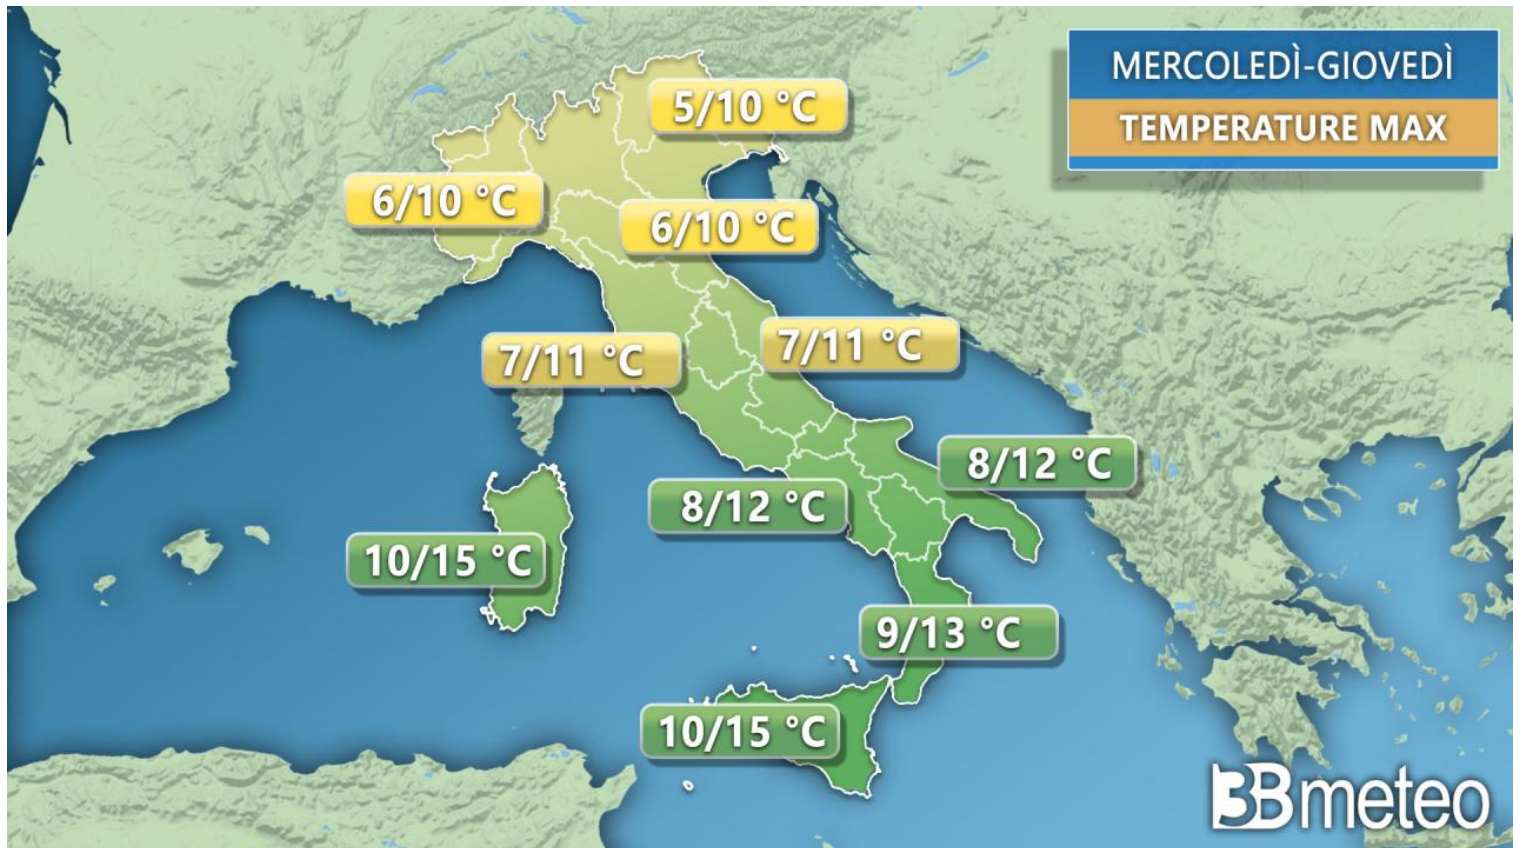 MERCOLEDÌ-GIOVEDÌ
TEMPERATURE MAX
5/10 °C
6/10 °C
6/10 °C
7/11 °C
7/11 °C
8/12 °C
8/12 °C
10/15 °C
9/13 °C
10/15 °C
3Bmeteo